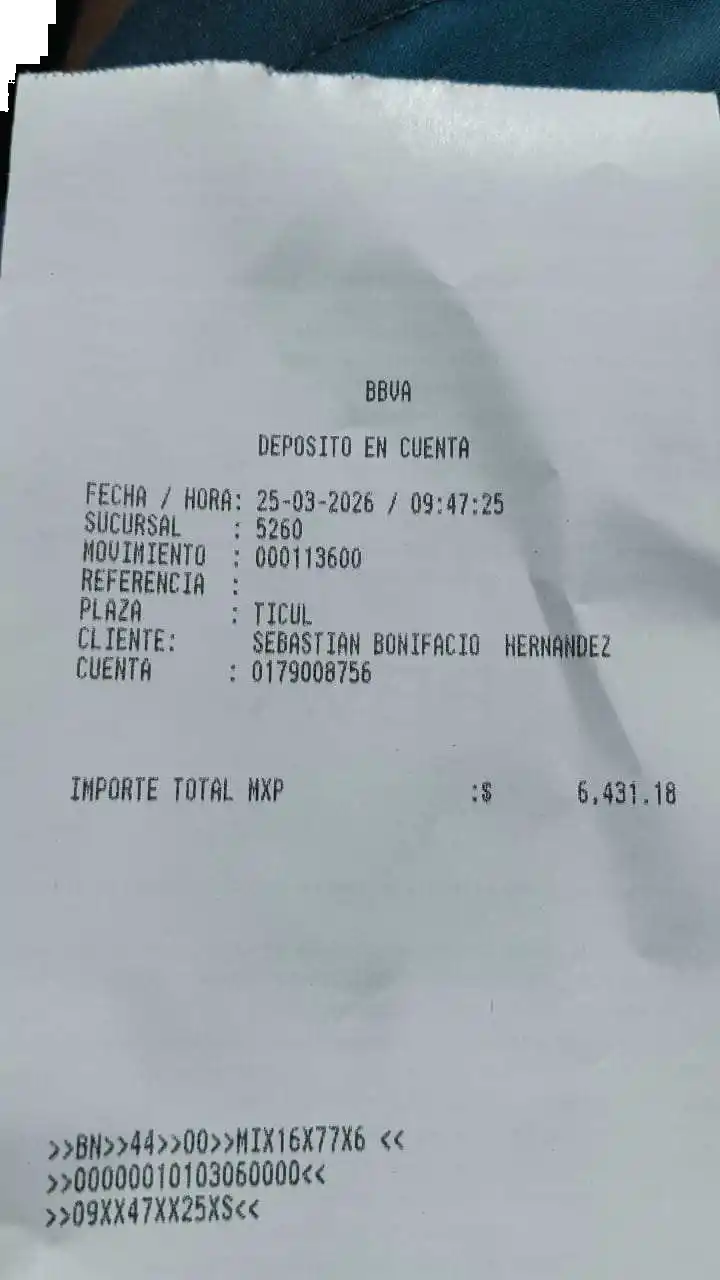 BBVA
DEPOSITO EN CUENTA
FECHA / HORA: 25-03-2026 / 09:47:25
SUCURSAL : 5260
MOVIMIENTO : 000113600
REFERENCIA :
PLAZA : TICUL
CLIENTE: SEBASTIAN BONIFACIO HERNANDEZ
CUENTA : 0179008756
IMPORTE TOTAL MXP :$ 6,431.18
>>BN>>44>>00>>MIX16X77X6 <<
>>00000010103060000<<
>>09XX47XX25XS<<